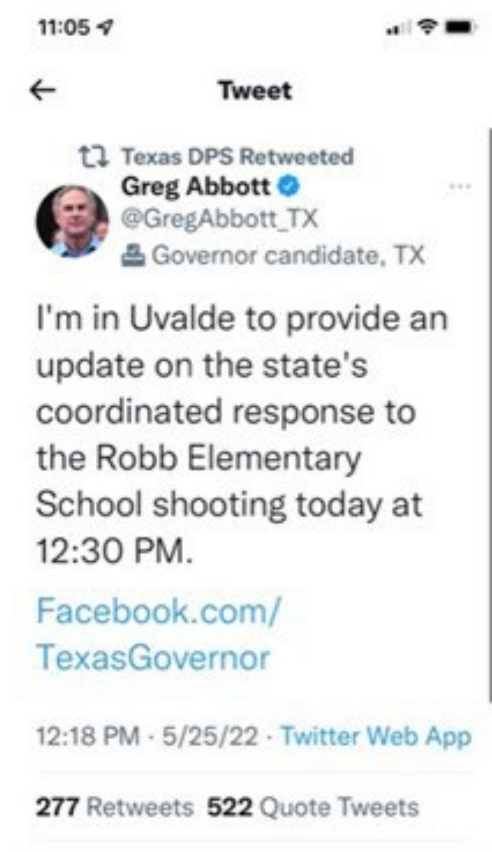 11:05
Tweet
Texas DPS Retweeted
Greg Abbott
@GregAbbott_TX
Governor candidate, TX
I'm in Uvalde to provide an
update on the state's
coordinated response to
the Robb Elementary
School shooting today at
12:30 PM.
Facebook.com/
TexasGovernor
12:18 PM · 5/25/22 · Twitter Web App
277 Retweets 522 Quote Tweets